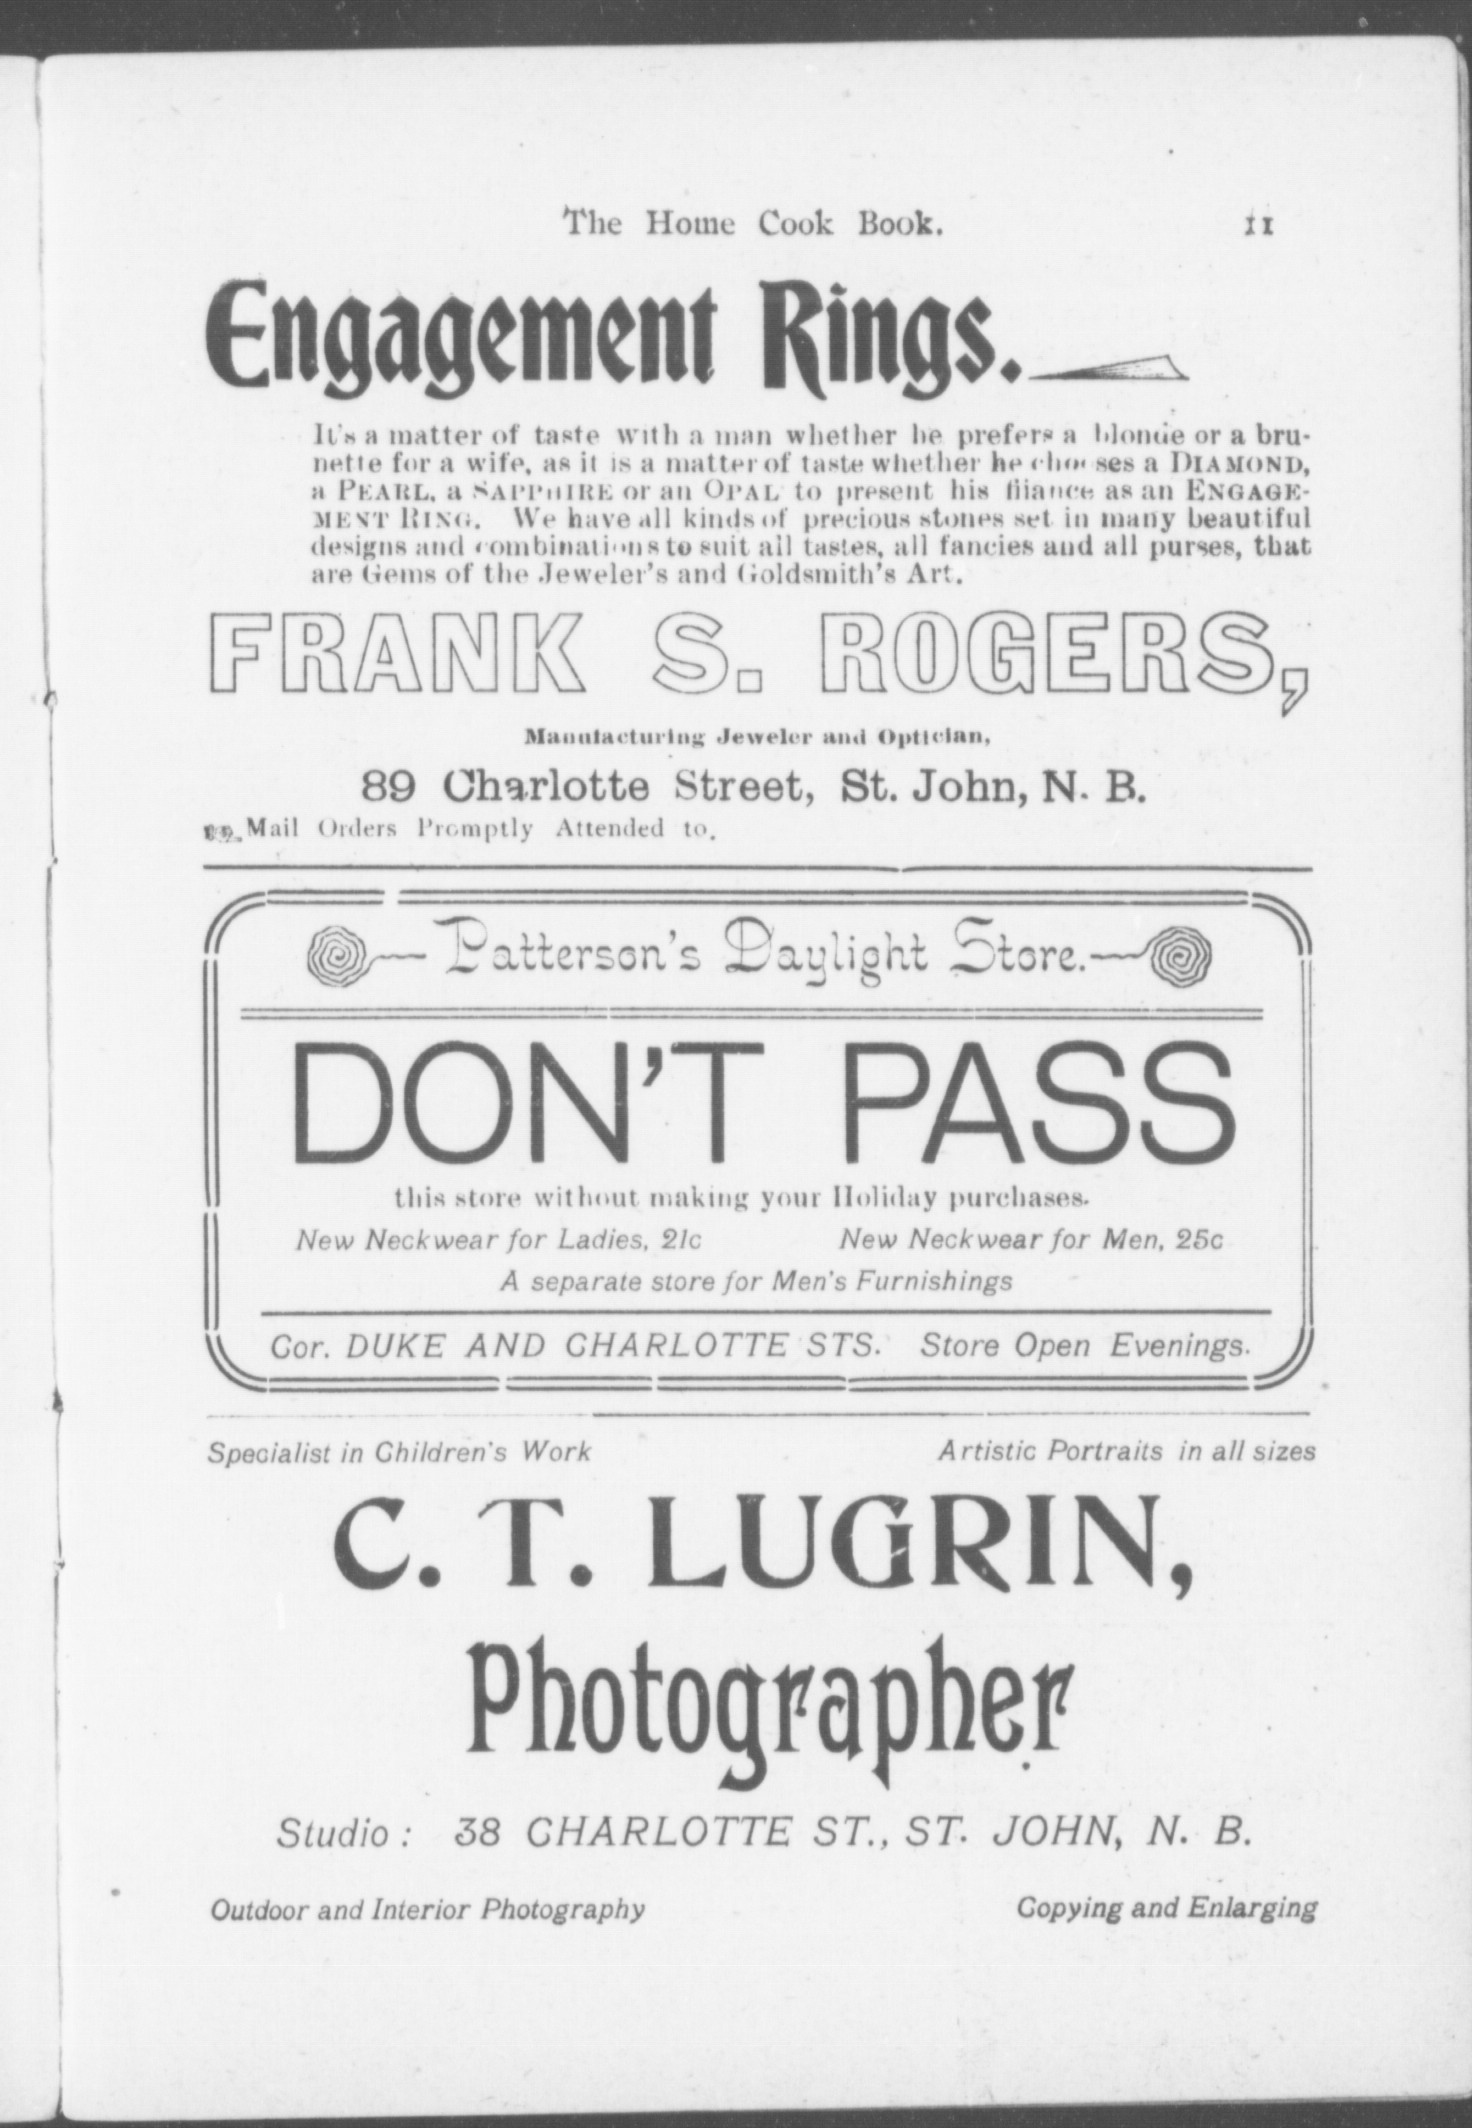 The Home Cook Book. 11
Engagement Rings.
It's a matter of taste with a man whether he prefers a blonde or a bru-
nette for a wife, as it is a matter of taste whether he chooses a DIAMOND,
a PEARL, a SAPPHIRE or an OPAL to present his fiiance as an ENGAGE-
MENT RING. We have all kinds of precious stones set in many beautiful
designs and combinations to suit all tastes, all fancies and all purses, that
are Gems of the Jeweler's and Goldsmith's Art.
FRANK S. ROGERS,
Manufacturing Jeweler and Optician,
89 Charlotte Street, St. John, N. B.
Mail Orders Promptly Attended to.
Patterson's Daylight Store.
DON'T PASS
this store without making your Holiday purchases.
New Neckwear for Ladies, 21c New Neckwear for Men, 25c
A separate store for Men's Furnishings
Cor. DUKE AND CHARLOTTE STS. Store Open Evenings.
Specialist in Children's Work Artistic Portraits in all sizes
C. T. LUGRIN,
Photographer
Studio: 38 CHARLOTTE ST., ST. JOHN, N. B.
Outdoor and Interior Photography Copying and Enlarging